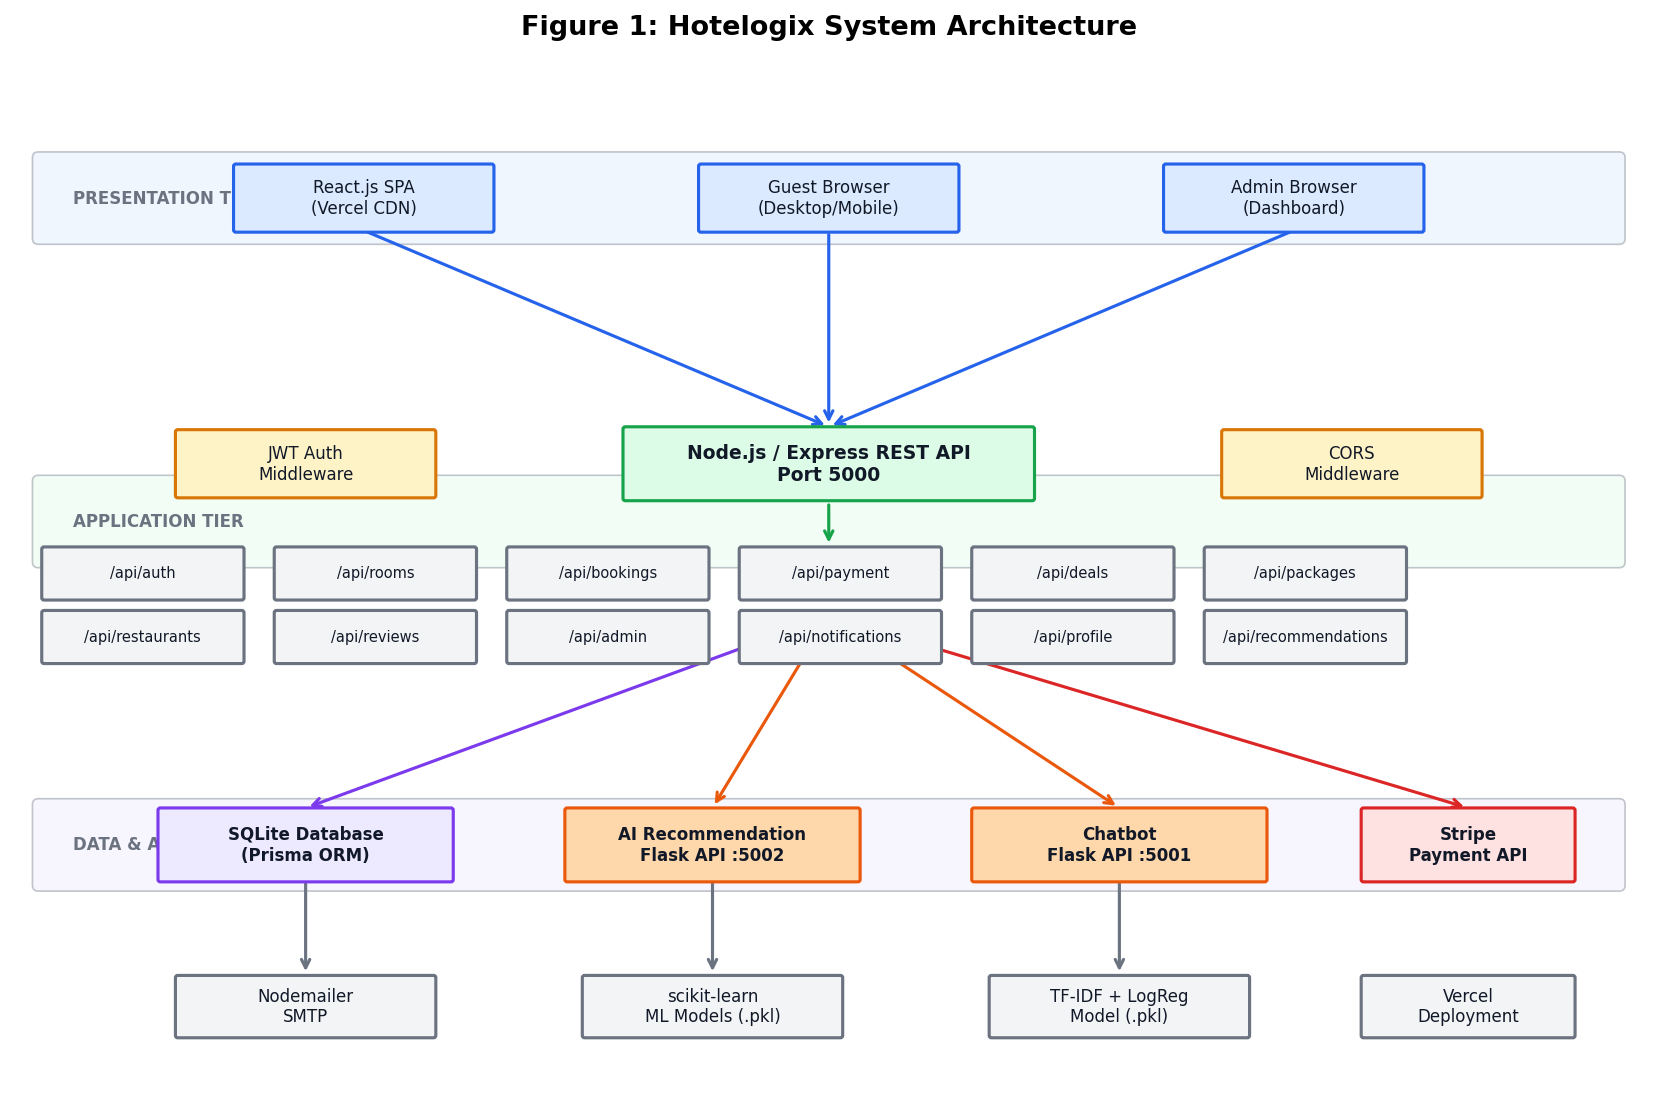 Figure 1: Hotelogix System Architecture
PRESENTATION T
React.js SPA
(Vercel CDN)
Guest Browser
(Desktop/Mobile)
Admin Browser
(Dashboard)
JWT Auth
Middleware
Node.js / Express REST API
Port 5000
CORS
Middleware
APPLICATION TIER
/api/auth
/api/rooms
/api/bookings
/api/payment
/api/deals
/api/packages
/api/restaurants
/api/reviews
/api/admin
/api/notifications
/api/profile
/api/recommendations
DATA & A
SQLite Database
(Prisma ORM)
AI Recommendation
Flask API :5002
Chatbot
Flask API :5001
Stripe
Payment API
Nodemailer
SMTP
scikit-learn
ML Models (.pkl)
TF-IDF + LogReg
Model (.pkl)
Vercel
Deployment